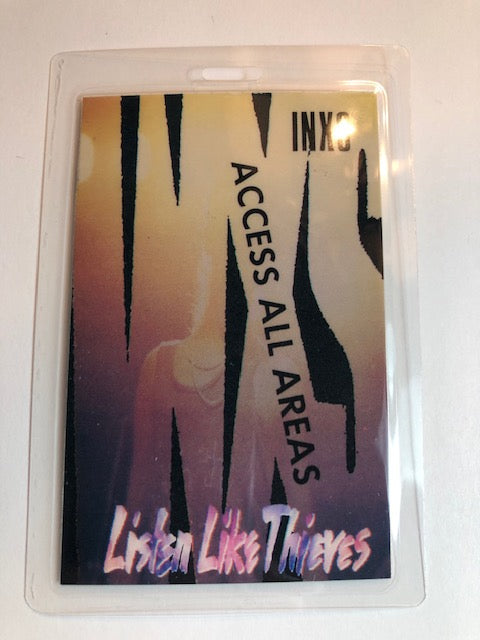 INXS
ACCESS ALL AREAS
Listen Like Thieves